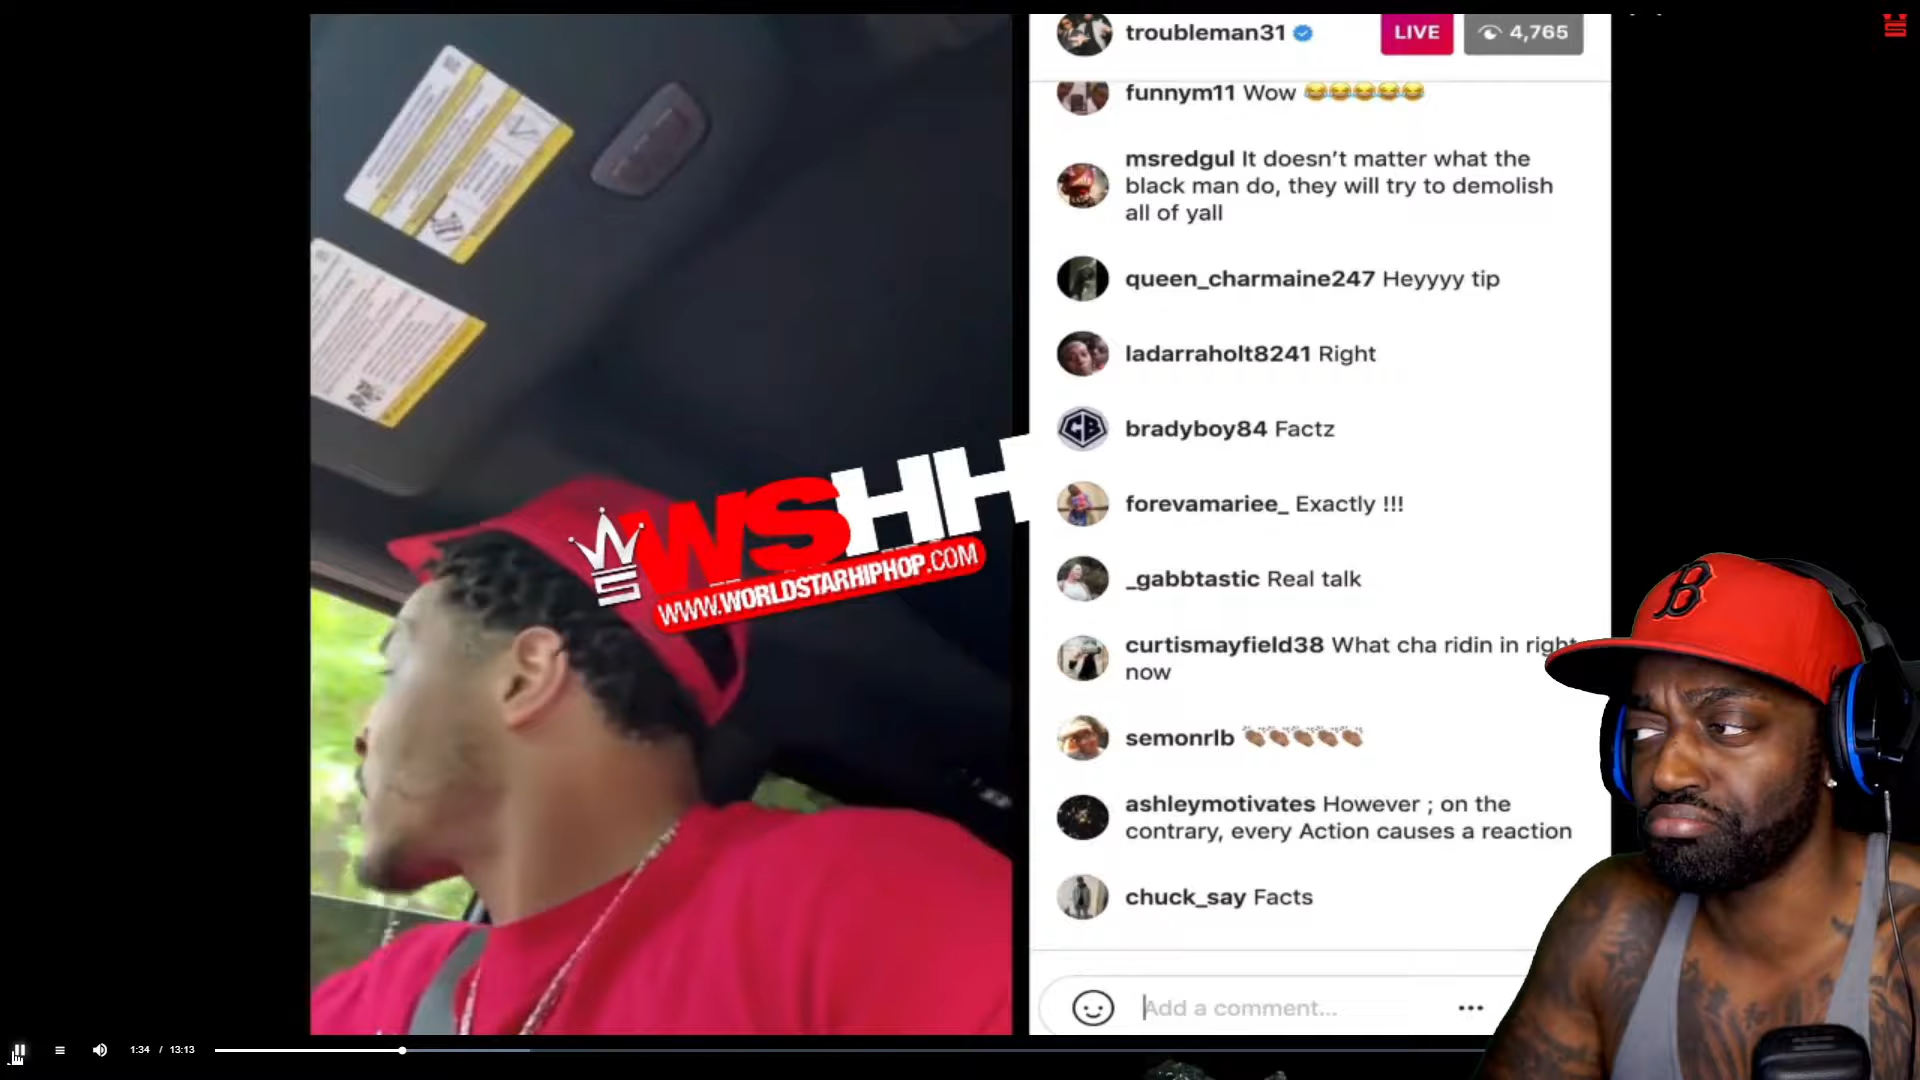 troubleman31
LIVE
4,765
funnym11 Wow 😂😂😂😂😂
msredgul It doesn’t matter what the
black man do, they will try to demolish
all of yall
queen_charmaine247 Heyyyy tip
ladarraholt8241 Right
bradyboy84 Factz
forevamariee_ Exactly !!!
_gabbtastic Real talk
curtismayfield38 What cha ridin in right
now
semonrlb 👏🏾👏🏾👏🏾👏🏾👏🏾
ashleymotivates However ; on the
contrary, every Action causes a reaction
chuck_say Facts
Add a comment...
WSHH
WWW.WORLDSTARHIPHOP.COM
B
1:34 / 13:13